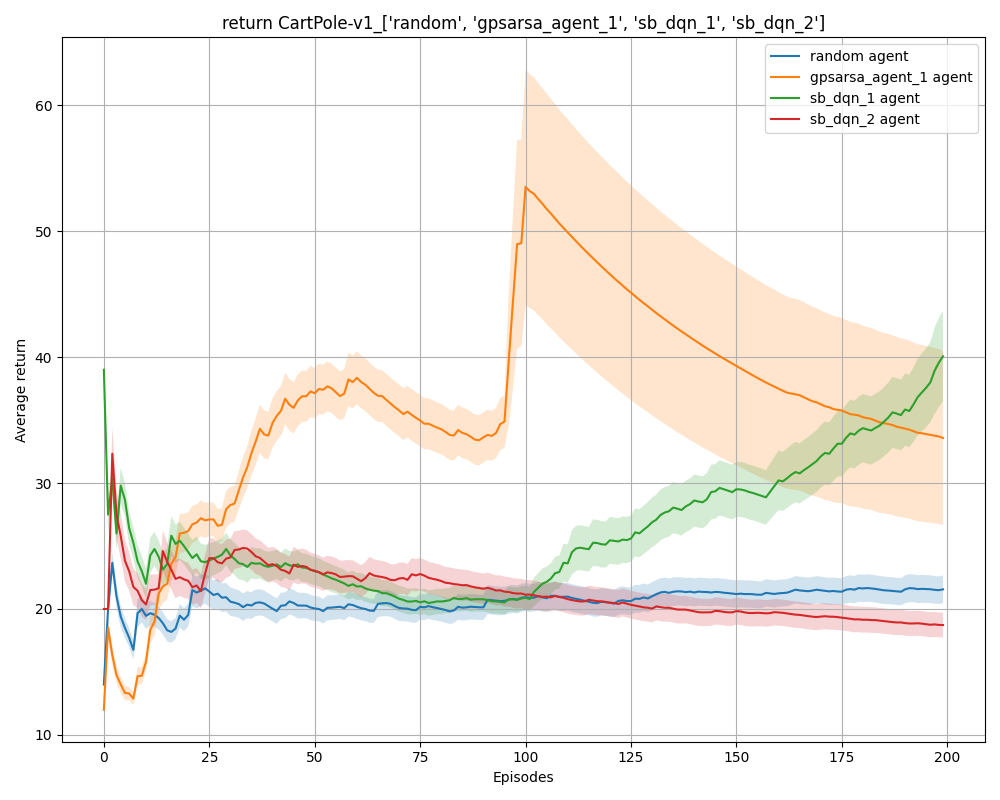 return CartPole-v1_['random', 'gpsarsa_agent_1', 'sb_dqn_1', 'sb_dqn_2']
random agent
gpsarsa_agent_1 agent
sb_dqn_1 agent
sb_dqn_2 agent
Average return
60
50
40
30
20
10
0 25 50 75 100 125 150 175 200
Episodes